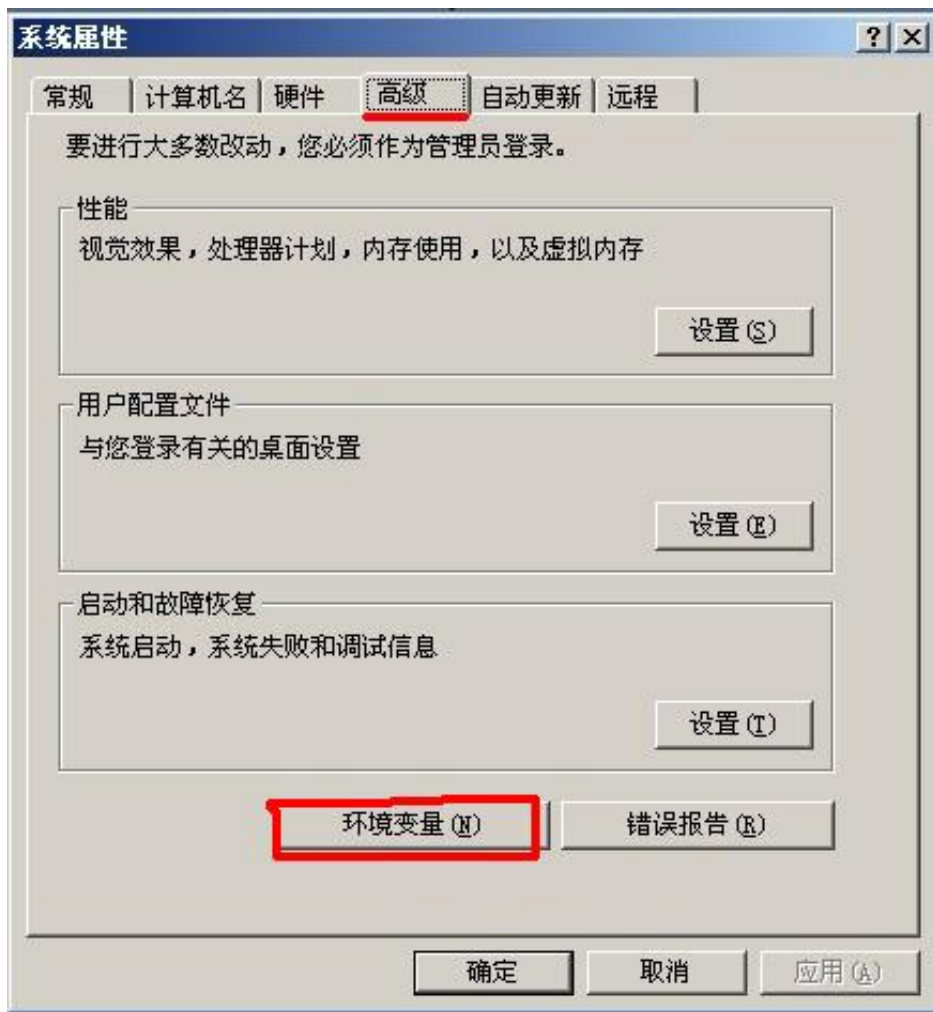 系统属性
常规 计算机名 硬件 高级 自动更新 远程
要进行大多数改动，您必须作为管理员登录。
性能
视觉效果，处理器计划，内存使用，以及虚拟内存
设置(S)
用户配置文件
与您登录有关的桌面设置
设置(E)
启动和故障恢复
系统启动，系统失败和调试信息
设置(T)
环境变量(N) 错误报告(R)
确定 取消 应用(A)